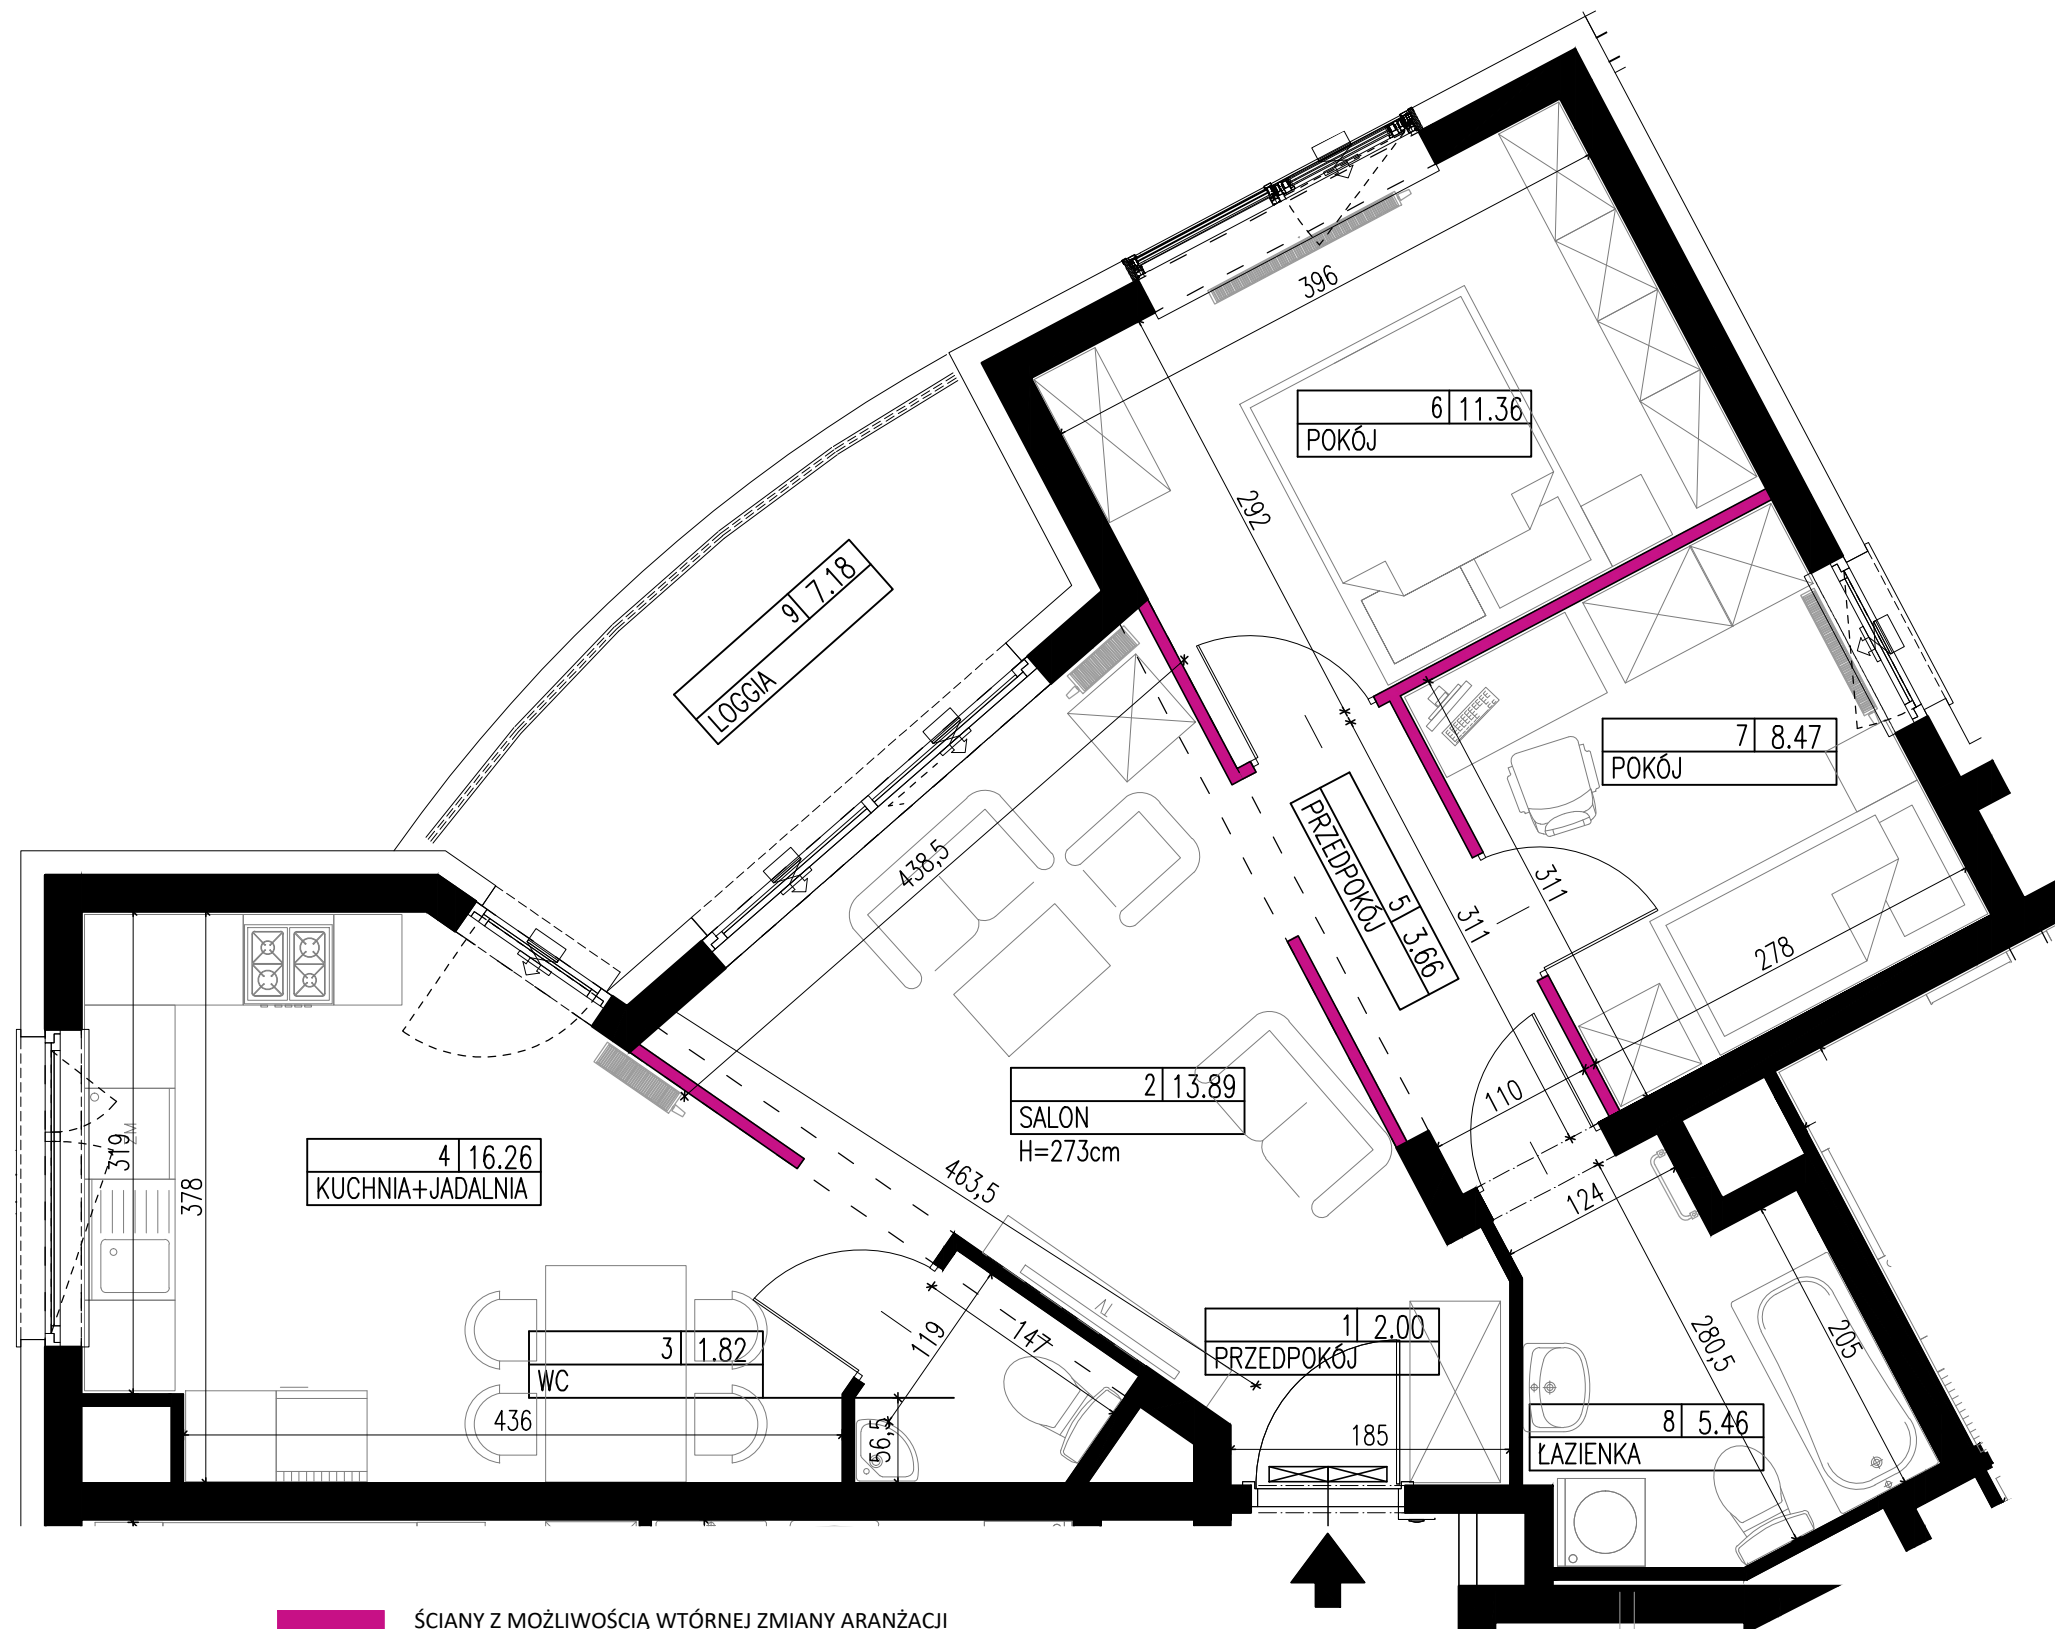 396
6 11.36
POKÓJ
292
9 7.18
LOGGIA
7 8.47
POKÓJ
438,5
5 3.66
PRZEDPOKÓJ
311
311
278
2 13.89
SALON
H=273cm
110
4 16.26
KUCHNIA+JADALNIA
319
ZM
378
463,5
124
119
147
TV
1 2.00
PRZEDPOKÓJ
280,5
205
3 1.82
WC
436
56,5
185
8 5.46
ŁAZIENKA
ŚCIANY Z MOŻLIWOŚCIĄ WTÓRNEJ ZMIANY ARANŻACJI